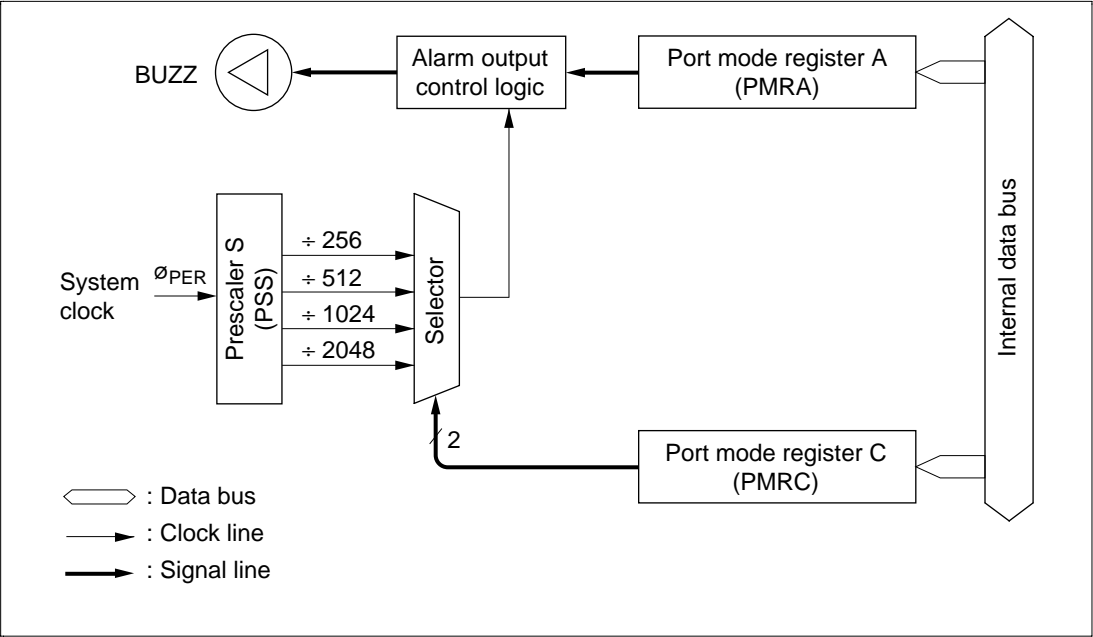 BUZZ
Alarm output
control logic
Port mode register A
(PMRA)
Internal data bus
System
clock
øPER
Prescaler S
(PSS)
÷ 256
÷ 512
÷ 1024
÷ 2048
Selector
2
Port mode register C
(PMRC)
: Data bus
: Clock line
: Signal line